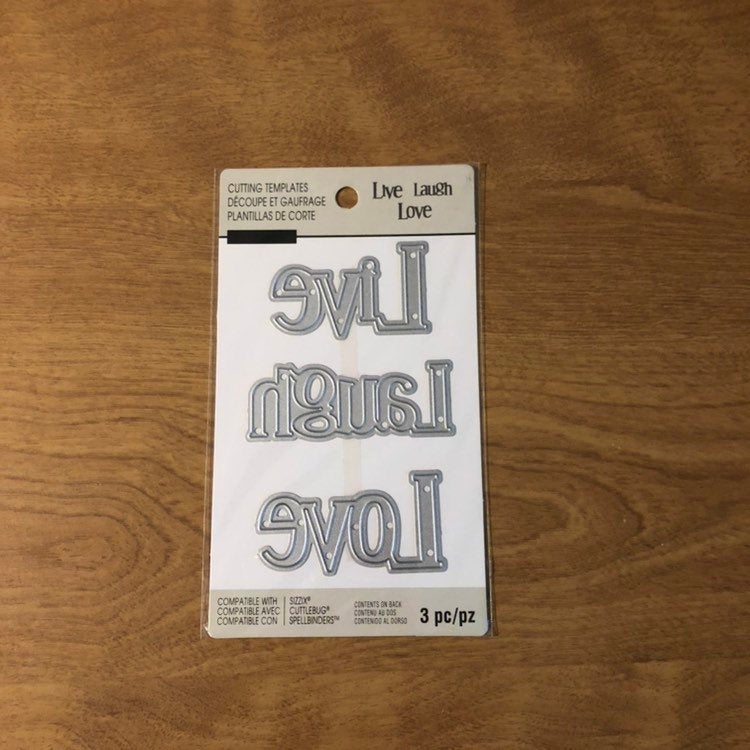 CUTTING TEMPLATES
DÉCOUPE ET GAUFRAGE
PLANTILLAS DE CORTE
Live Laugh
Love
Live
Laugh
Love
COMPATIBLE WITH
COMPATIBLE AVEC
COMPATIBLE CON
SIZZIX®
CUTTLEBUG®
SPELLBINDERS™
CONTENTS ON BACK
CONTENU AU DOS
CONTENIDO AL DORSO
3 pc/pz